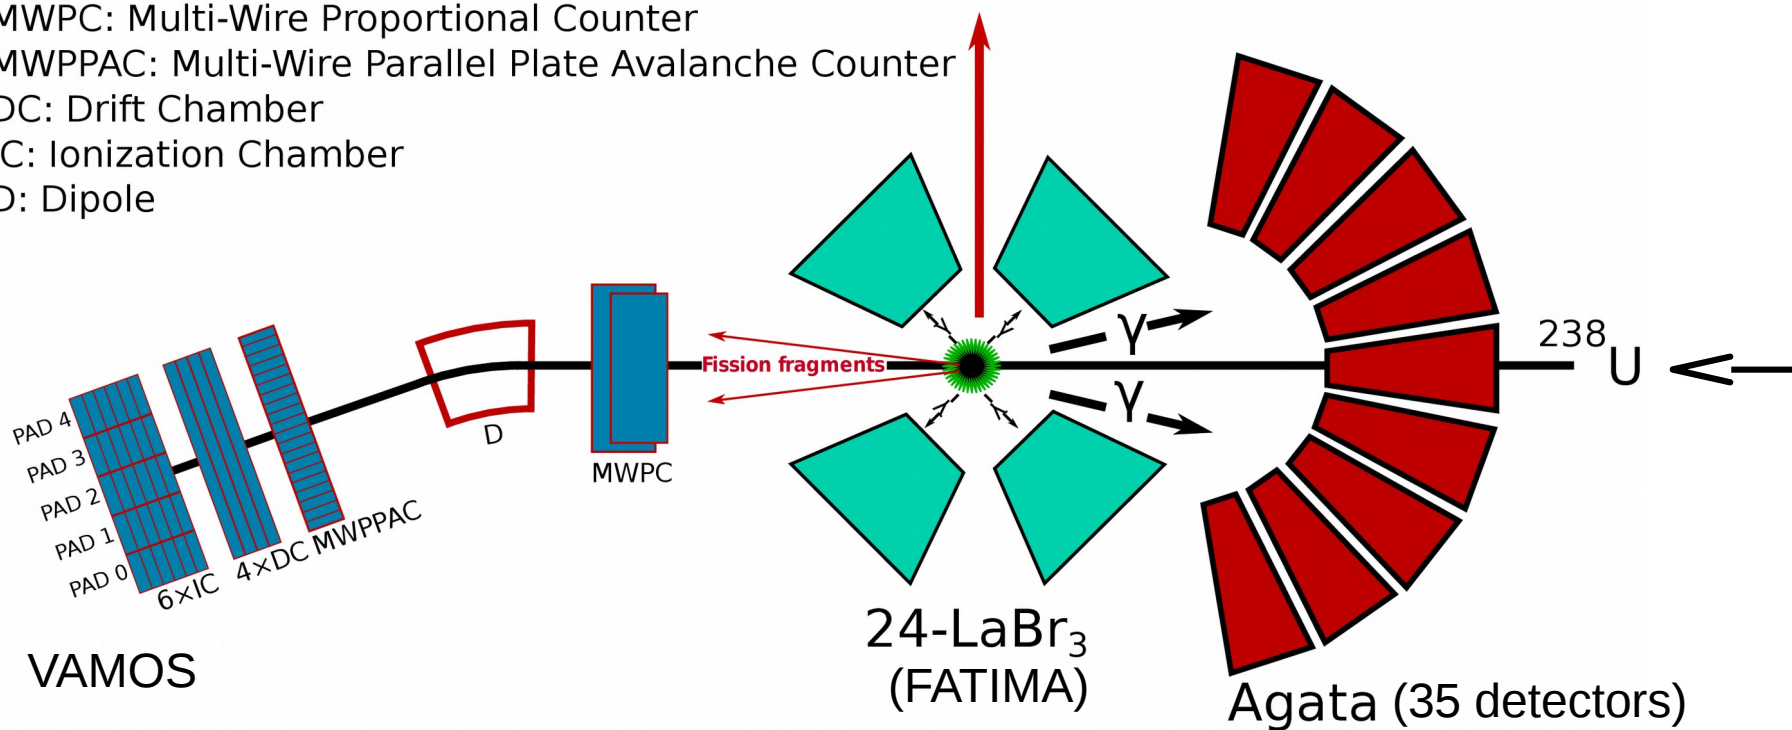 MWPC: Multi-Wire Proportional Counter
MWPPAC: Multi-Wire Parallel Plate Avalanche Counter
DC: Drift Chamber
IC: Ionization Chamber
D: Dipole
238
U
γ
γ
Fission fragments
D
MWPC
PAD 4
PAD 3
PAD 2
PAD 1
PAD 0
6×IC
4×DC
MWPPAC
24-LaBr3
(FATIMA)
VAMOS
Agata (35 detectors)